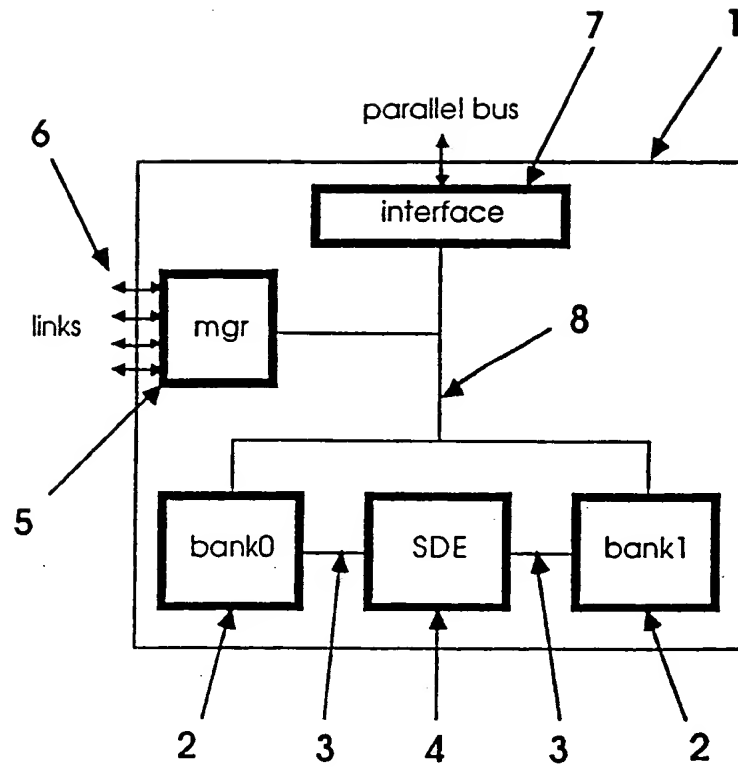 7 1
parallel bus
6
interface
links mgr
8
5
bank0 SDE bank1
2 3 4 3 2